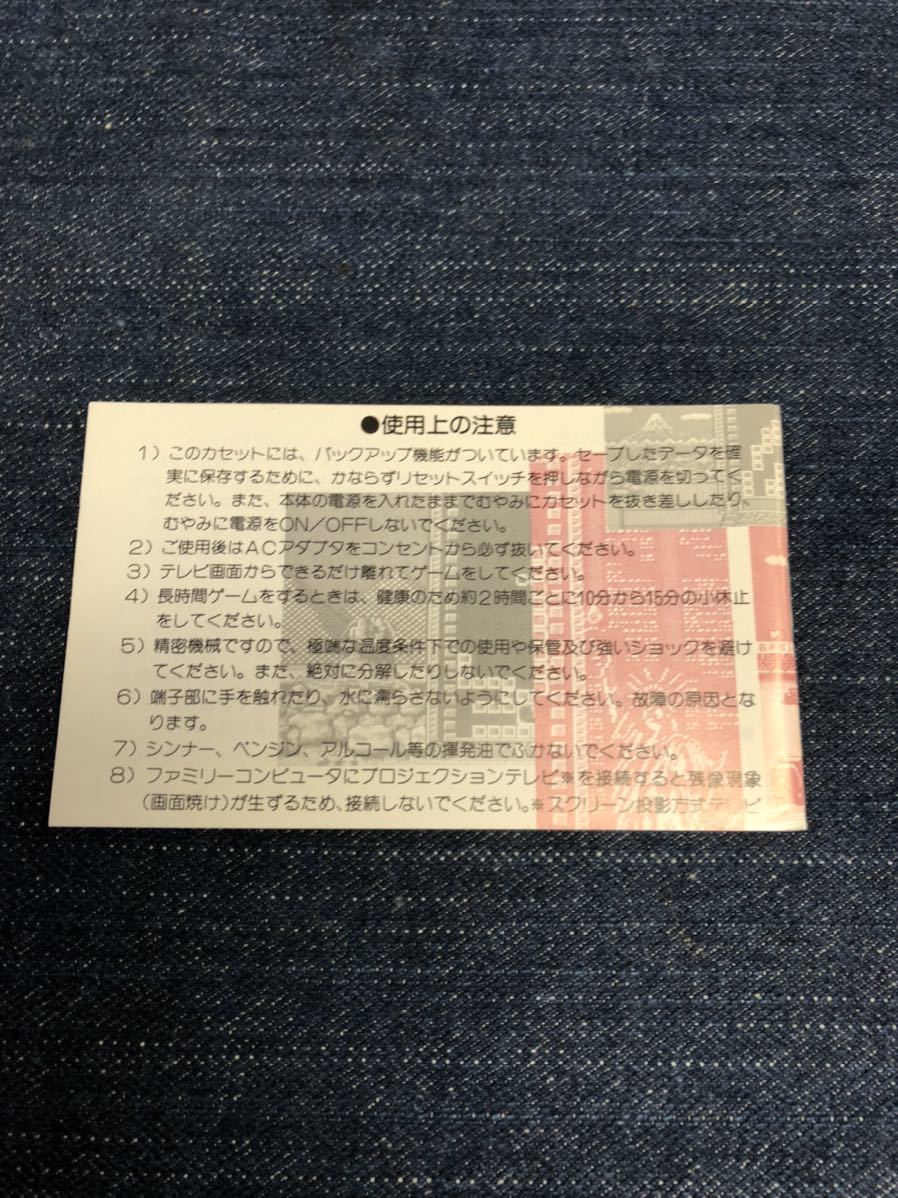 ●使用上の注意
1）このカセットには、バックアップ機能がついています。セーブしたデータを確
実に保存するために、かならずリセットスイッチを押しながら電源を切ってく
ださい。また、本体の電源を入れたままでむやみにカセットを抜き差ししたり、
むやみに電源をON／OFFしないでください。
2）ご使用後はACアダプタをコンセントから必ず抜いてください。
3）テレビ画面からできるだけ離れてゲームをしてください。
4）長時間ゲームをするときは、健康のため約2時間ごとに10分から15分の小休止
をしてください。
5）精密機械ですので、極端な温度条件下での使用や保管及び強いショックを避け
てください。また、絶対に分解したりしないでください。
6）端子部に手を触れたり、水に濡らさないようにしてください。故障の原因とな
ります。
7）シンナー、ベンジン、アルコール等の揮発油でふかないでください。
8）ファミリーコンピュータにプロジェクションテレビ※を接続すると残像現象
（画面焼け）が生ずるため、接続しないでください。※スクリーン投影方式テレビ